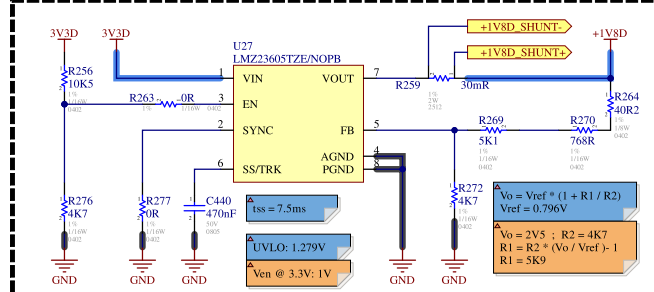 +1V8D_SHUNT-
3V3D
3V3D
+1V8D_SHUNT+
+1V8D
U27
LMZ23605TZE/NOPB
R256
10K5
1%
1/16W
0402
1
VIN
VOUT
7
R259
30mR
1%
2W
2512
R264
40R2
1%
1/8W
0402
R263
0R
1%
1/16W
0402
3
EN
2
SYNC
FB
5
R269
5K1
1%
1/16W
0402
R270
768R
1%
1/16W
0402
6
SS/TRK
AGND
4
PGND
8
R276
4K7
1%
1/16W
0402
R277
0R
1%
1/16W
0402
C440
470nF
50V
0805
R272
4K7
1%
1/16W
0402
tss = 7.5ms
UVLO: 1.279V
Ven @ 3.3V: 1V
Vo = Vref * (1 + R1 / R2)
Vref = 0.796V
Vo = 2V5 ; R2 = 4K7
R1 = R2 * (Vo / Vref )- 1
R1 = 5K9
GND
GND
GND
GND
GND